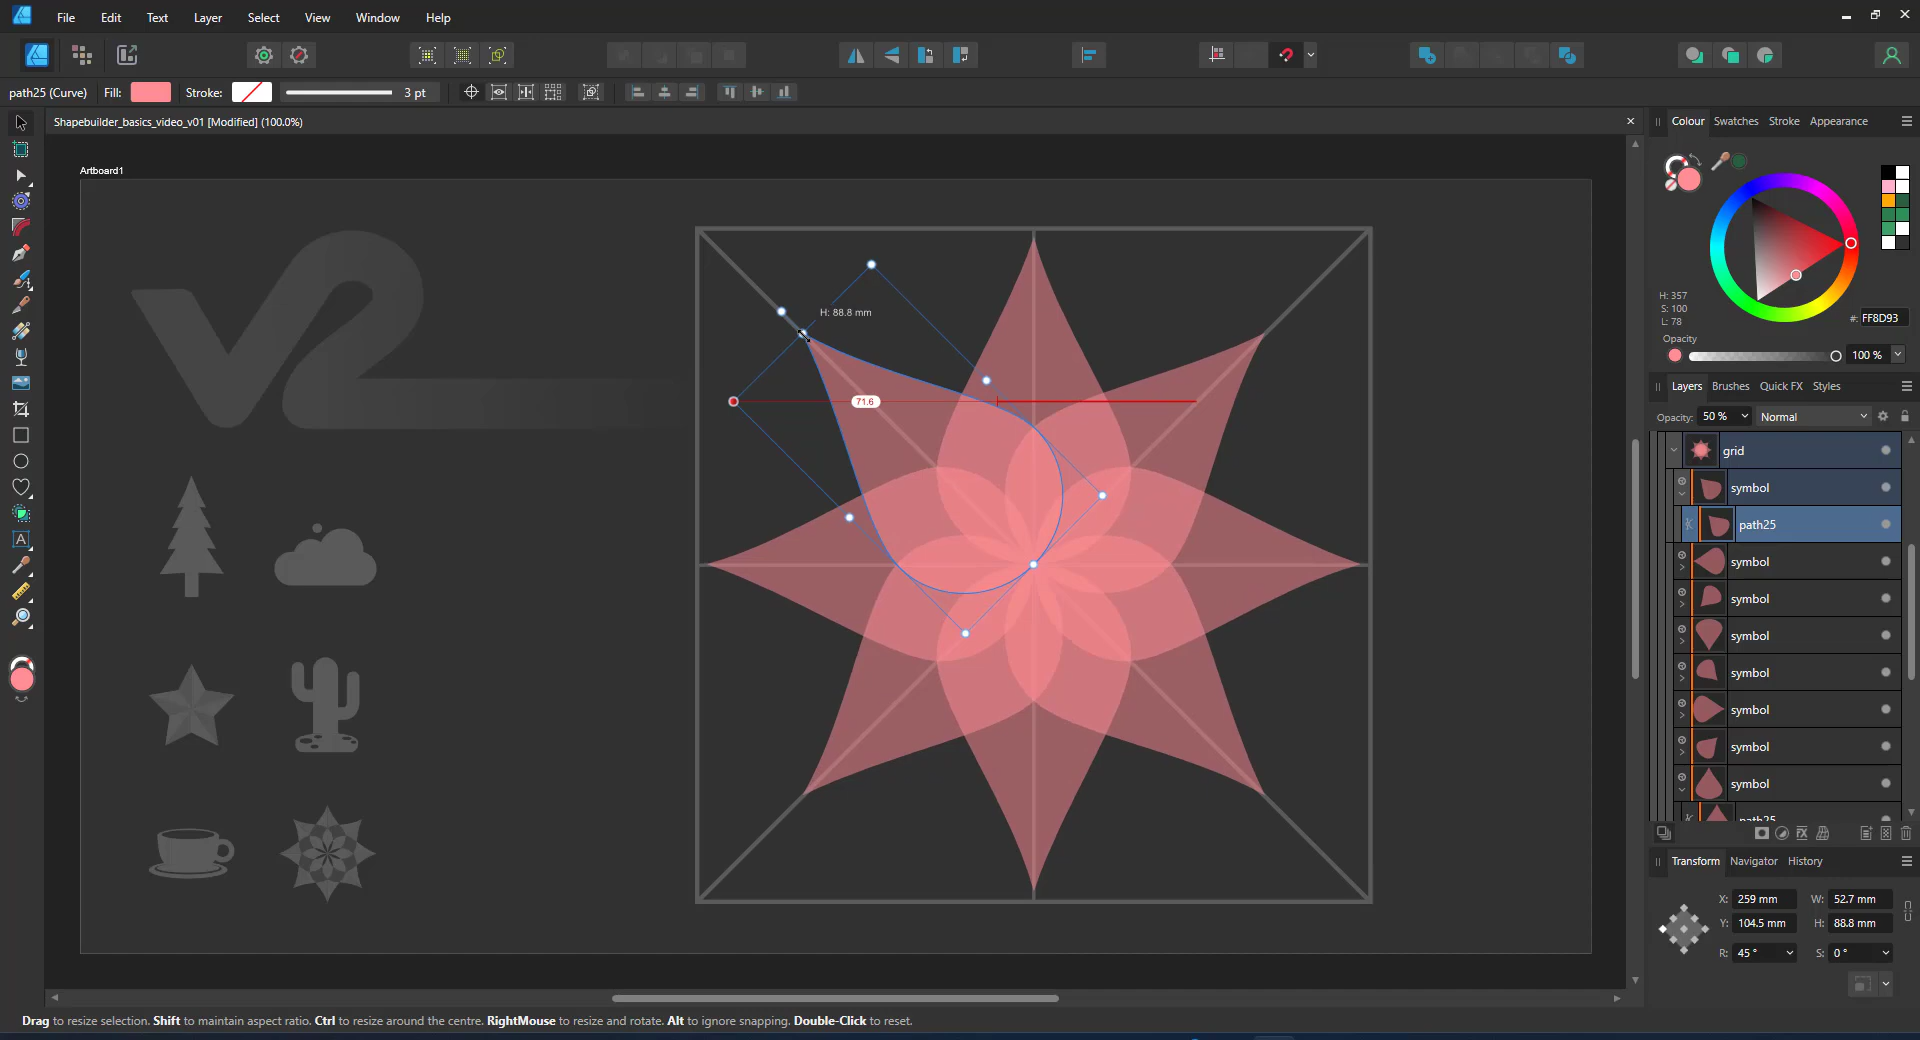 File Edit Text Layer Select View Window Help
path25 (Curve) Fill: Stroke: 3 pt
Shapebuilder_basics_video_v01 [Modified] (100.0%)
Artboard1
H: 88.8 mm
71.6
Colour Swatches Stroke Appearance
H: 357
S: 100
L: 78
#: FF8D93
Opacity
100 %
Layers Brushes Quick FX Styles
Opacity: 50 % Normal
grid
symbol
path25
symbol
symbol
symbol
symbol
symbol
symbol
symbol
path25
Transform Navigator History
X: 259 mm W: 52.7 mm
Y: 104.5 mm H: 88.8 mm
R: 45 ° S: 0 °
Drag to resize selection. Shift to maintain aspect ratio. Ctrl to resize around the centre. RightMouse to resize and rotate. Alt to ignore snapping. Double-Click to reset.